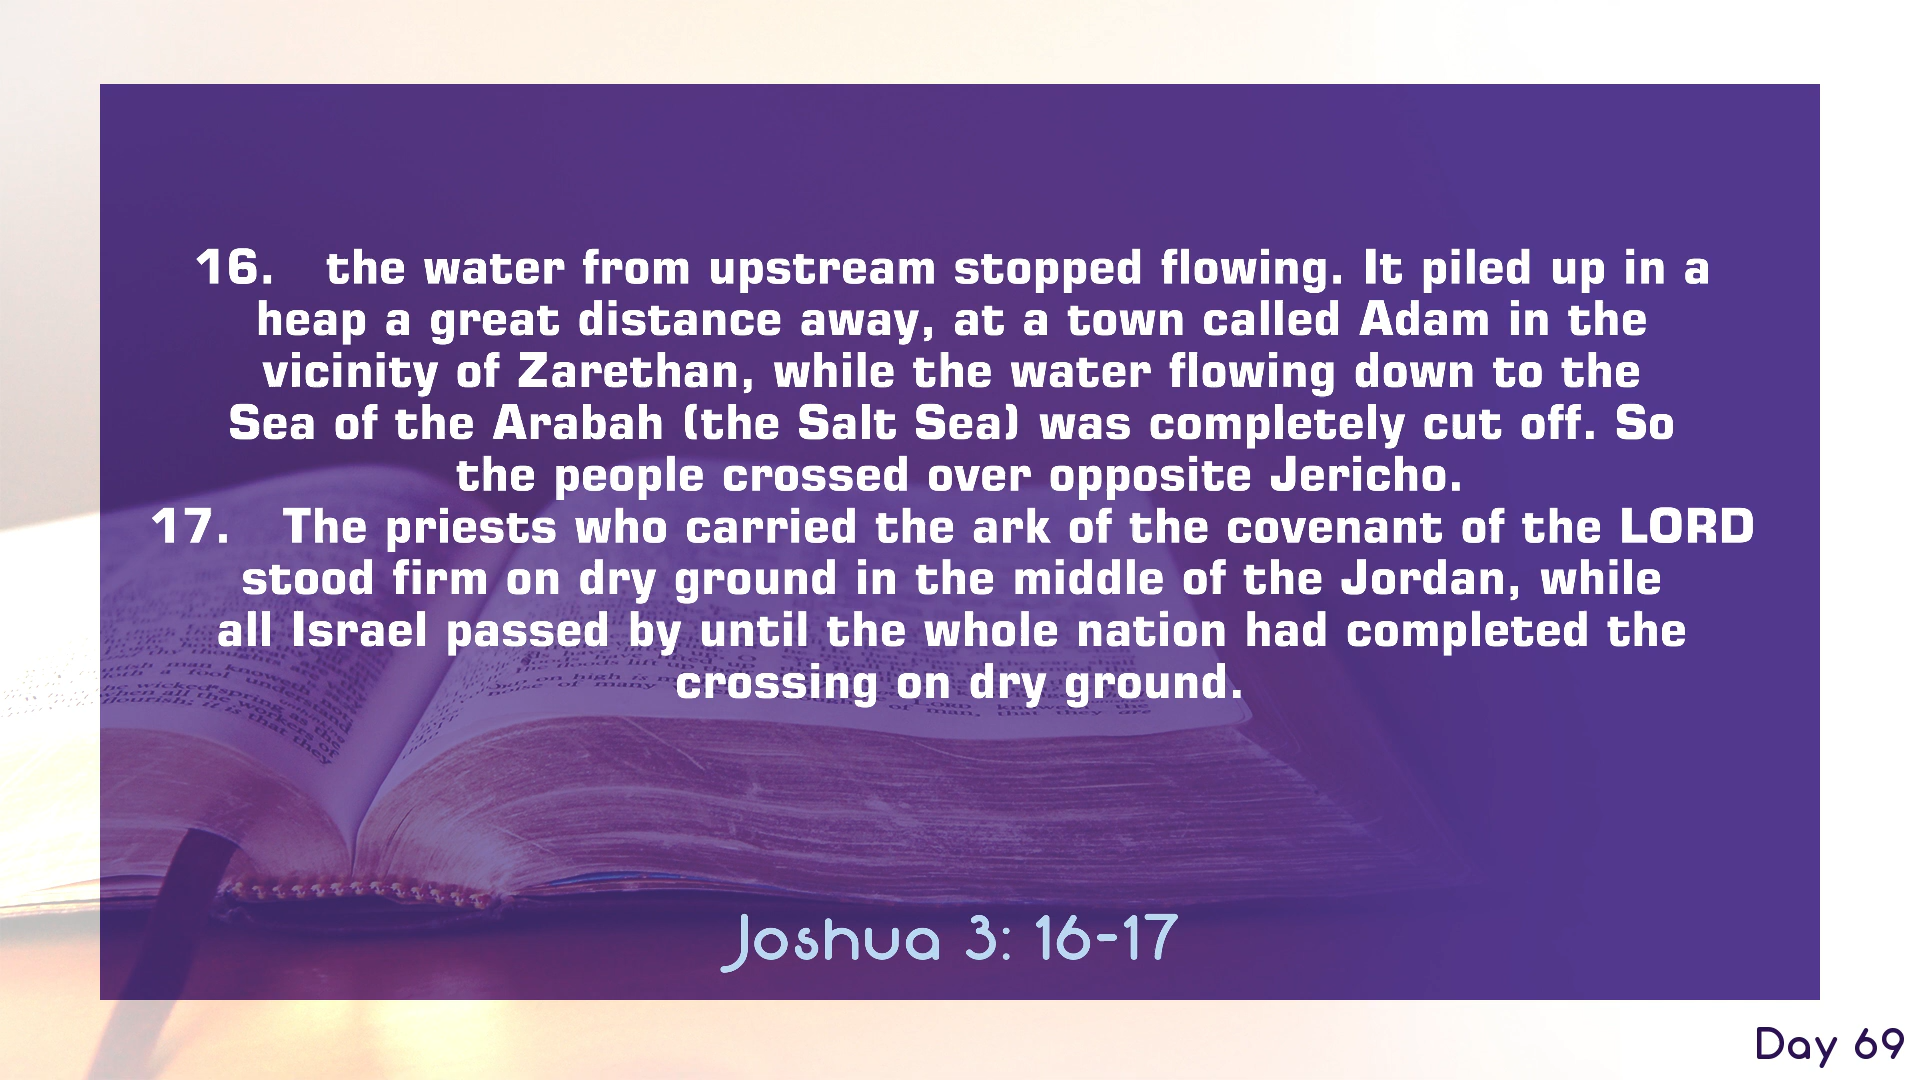 16. the water from upstream stopped flowing. It piled up in a
heap a great distance away, at a town called Adam in the
vicinity of Zarethan, while the water flowing down to the
Sea of the Arabah (the Salt Sea) was completely cut off. So
the people crossed over opposite Jericho.
17. The priests who carried the ark of the covenant of the LORD
stood firm on dry ground in the middle of the Jordan, while
all Israel passed by until the whole nation had completed the
crossing on dry ground.
Joshua 3: 16-17
Day 69